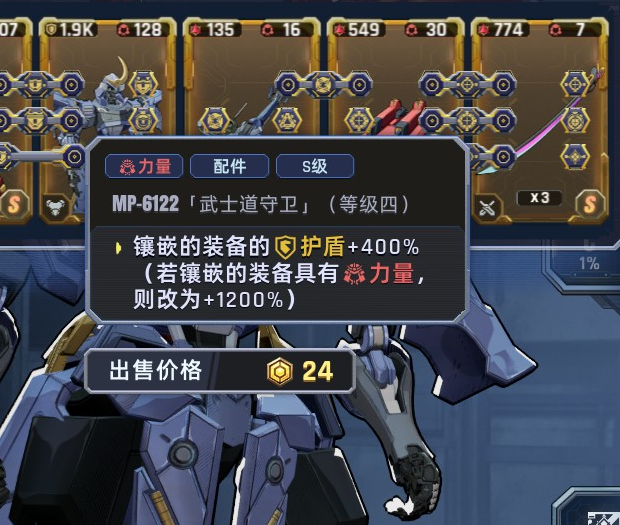 07 1.9K 128 135 16 549 30 774 7
S X3 S
力量 配件 S级
MP-6122「武士道守卫」（等级四）
镶嵌的装备的护盾+400%
（若镶嵌的装备具有力量，
则改为+1200%）
1%
出售价格 24